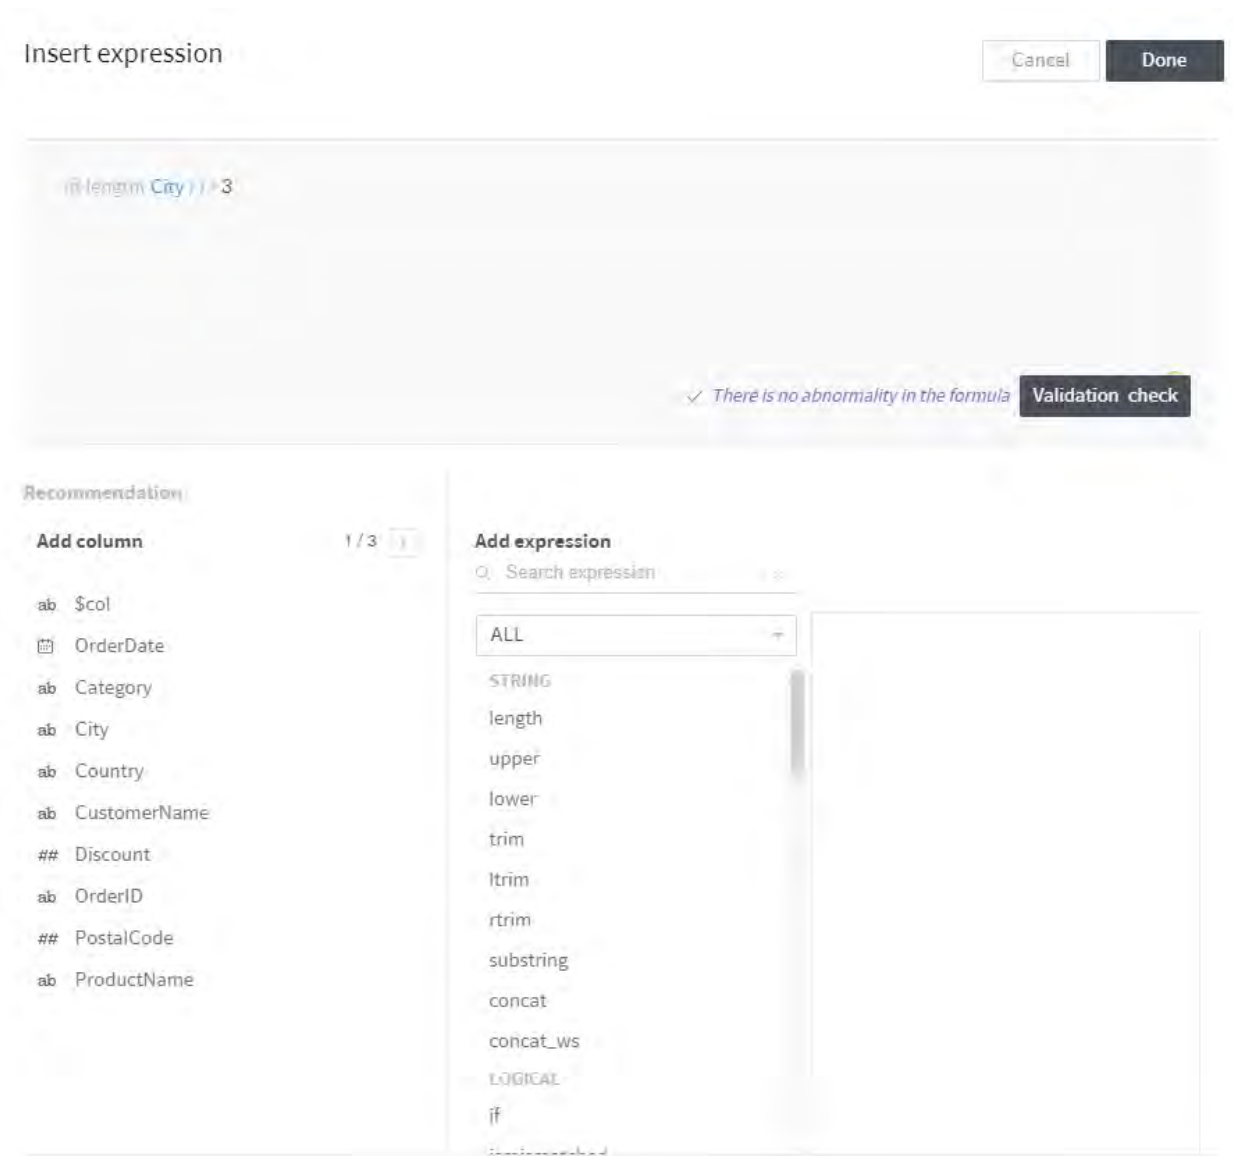 Insert expression
Cancel
Done
City 3
There is no abnormality in the formula
Validation check
Recommendation
Add column
1 / 3
Add expression
Search expression
ab $col
OrderDate
ab Category
ab City
ab Country
ab CustomerName
## Discount
ab OrderID
## PostalCode
ab ProductName
ALL
STRING
length
upper
lower
trim
ltrim
rtrim
substring
concat
concat_ws
LOGICAL
if